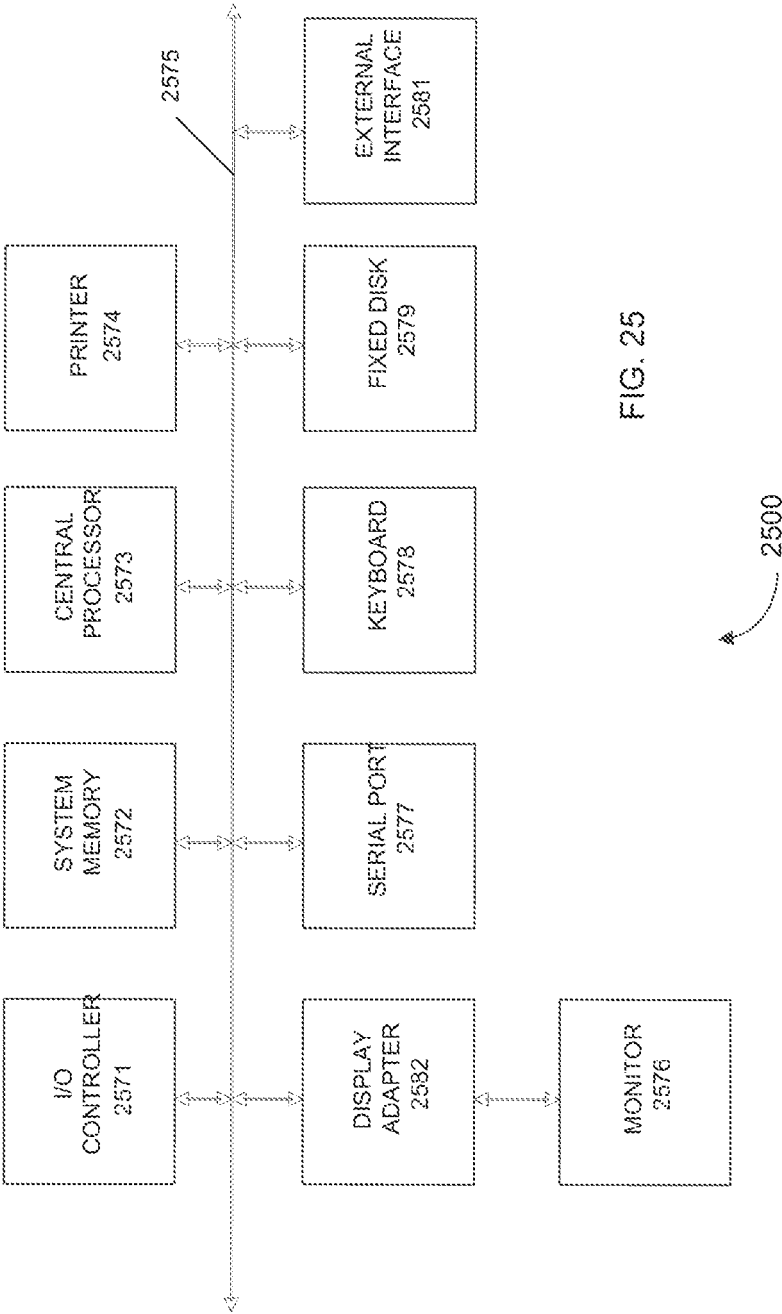 I/O
CONTROLLER
2571
SYSTEM
MEMORY
2572
CENTRAL
PROCESSOR
2573
PRINTER
2574
2575
DISPLAY
ADAPTER
2582
SERIAL PORT
2577
KEYBOARD
2578
FIXED DISK
2579
EXTERNAL
INTERFACE
2581
MONITOR
2576
FIG. 25
2500